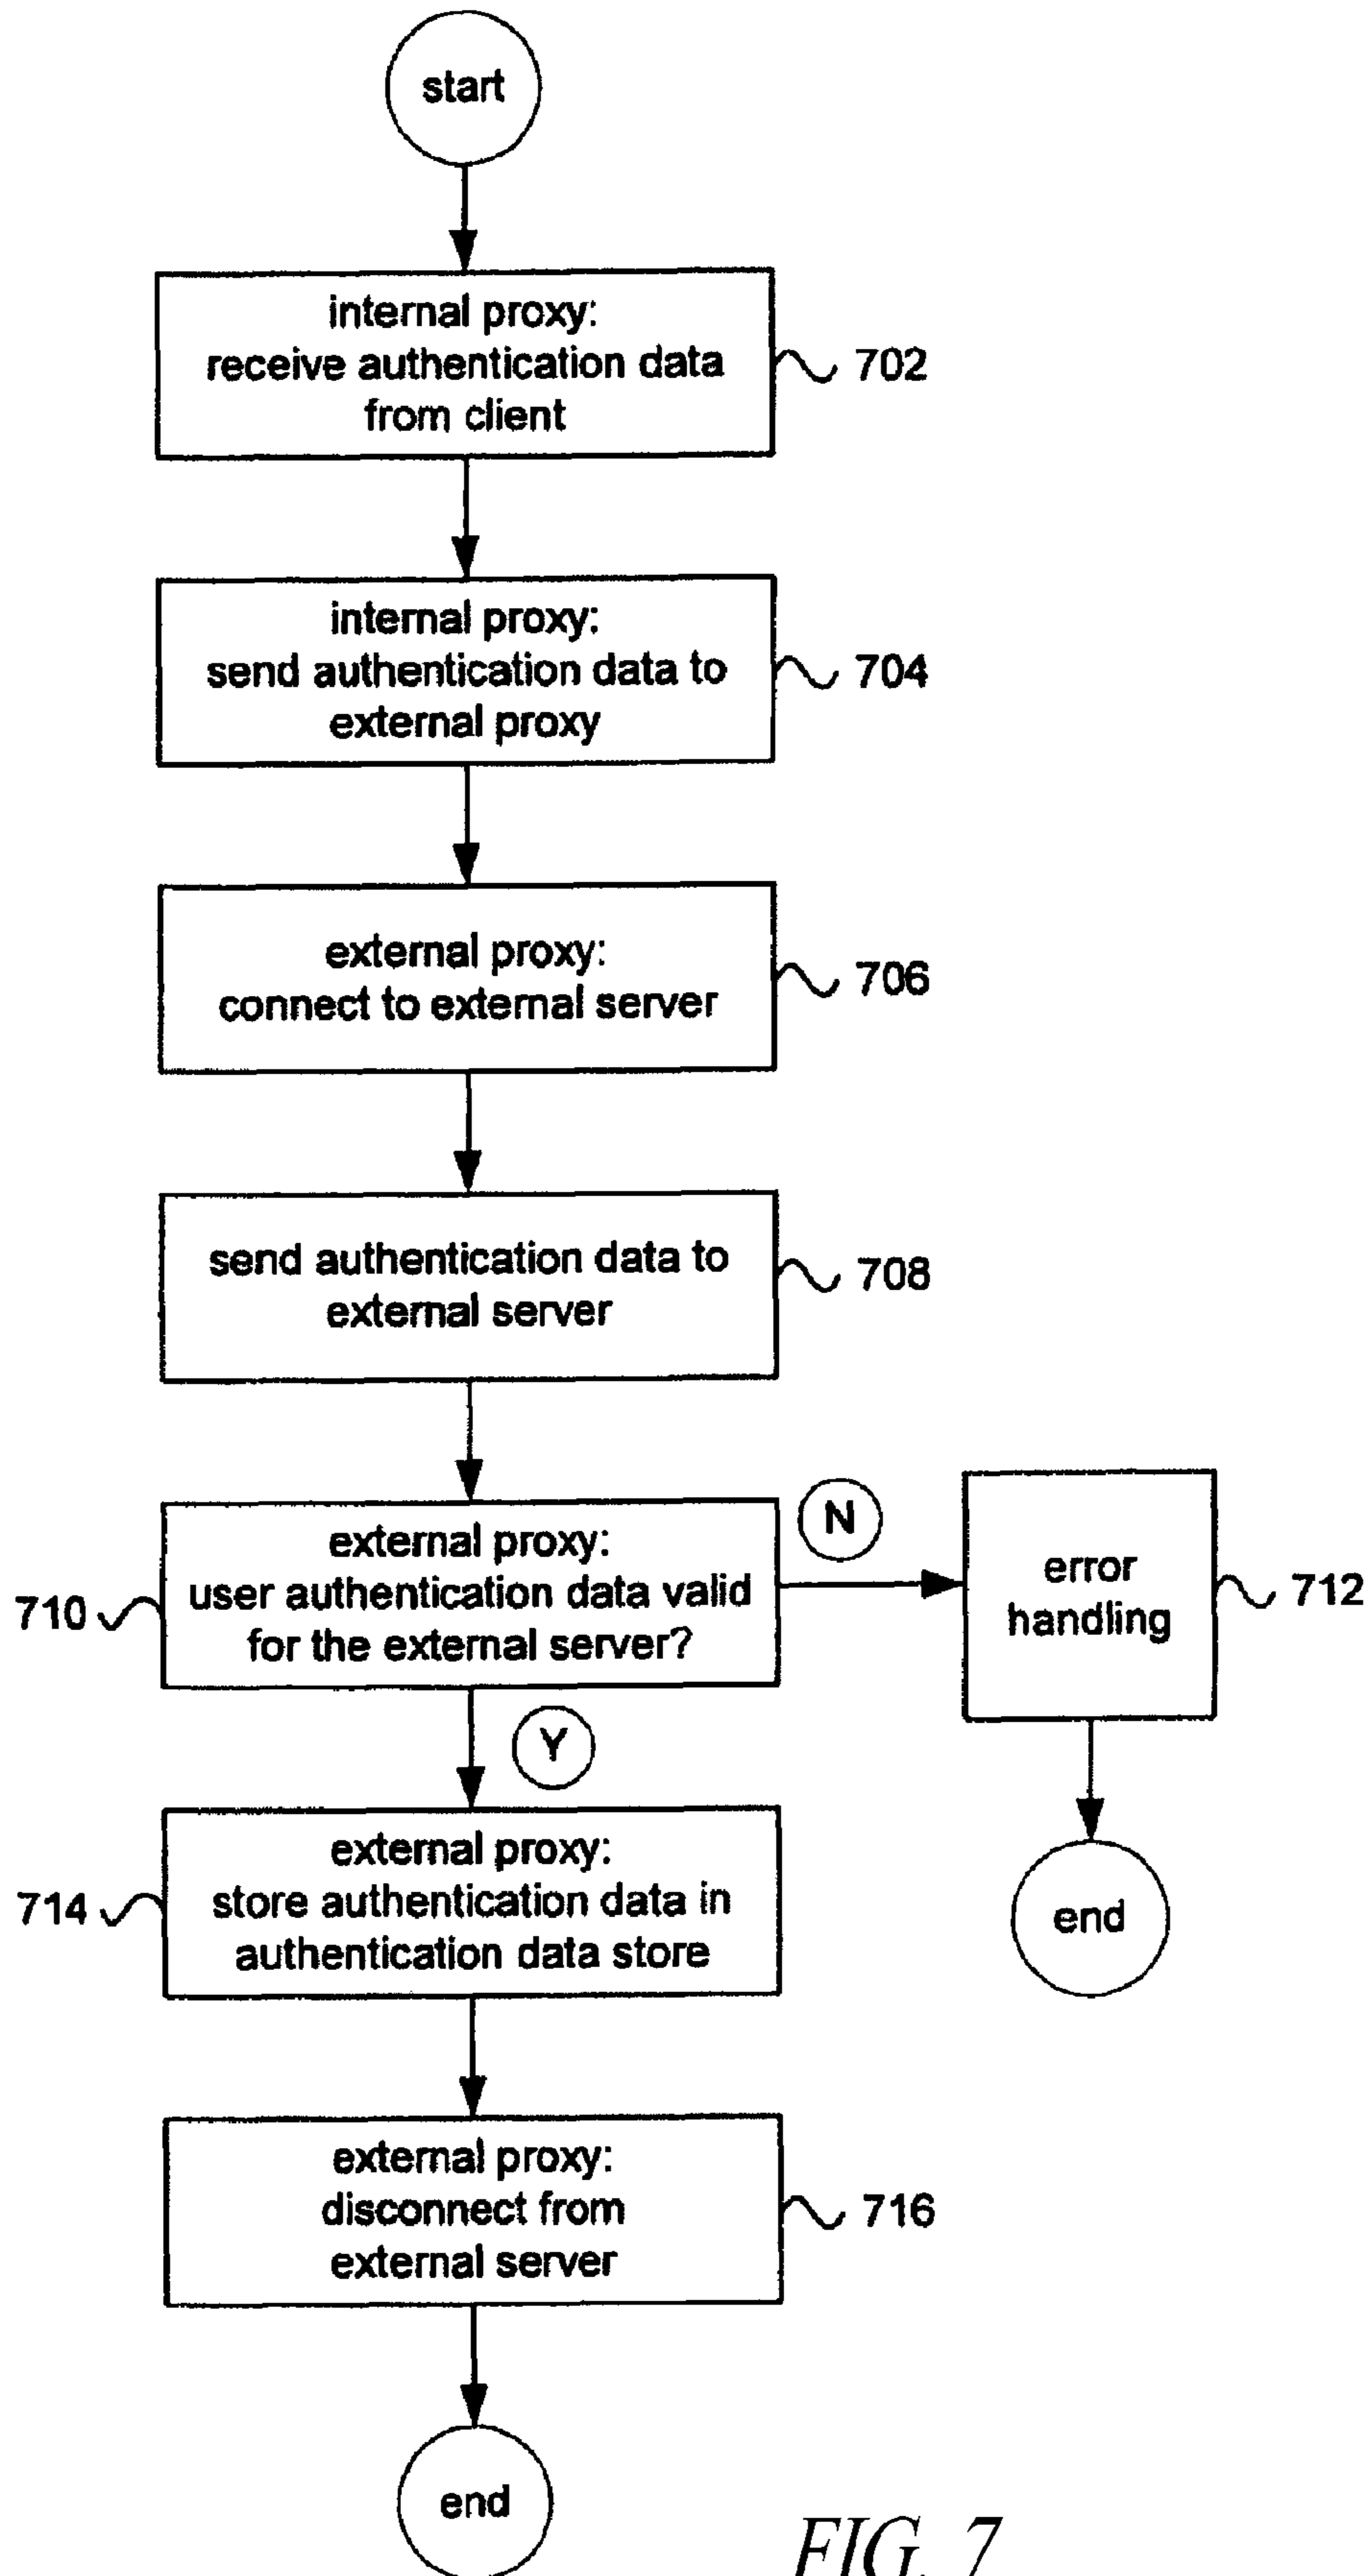 start
internal proxy:
receive authentication data
from client
702
internal proxy:
send authentication data to
external proxy
704
external proxy:
connect to external server
706
send authentication data to
external server
708
external proxy:
user authentication data valid
for the external server?
710
N
error
handling
712
Y
end
external proxy:
store authentication data in
authentication data store
714
external proxy:
disconnect from
external server
716
end
FIG. 7